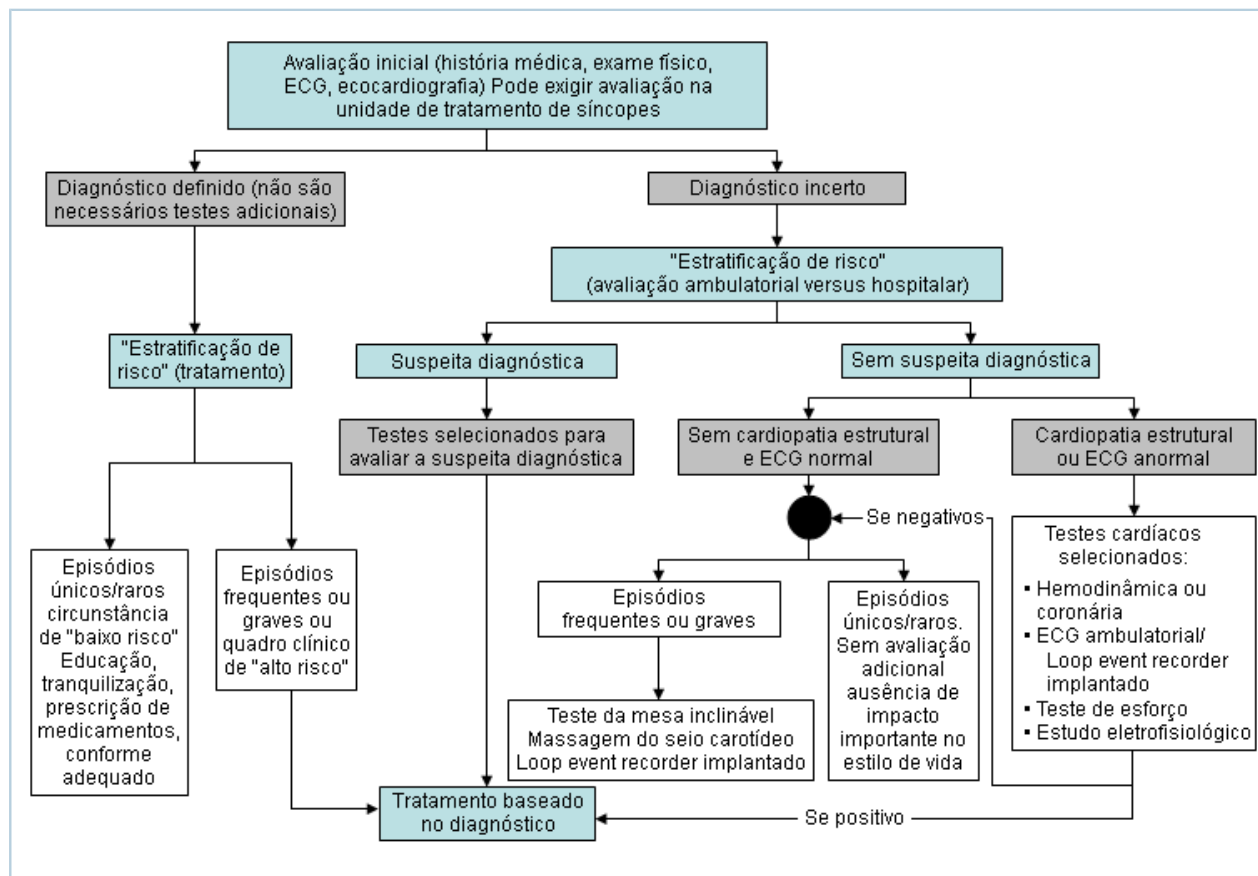 Avaliação inicial (história médica, exame físico,
ECG, ecocardiografia) Pode exigir avaliação na
unidade de tratamento de síncopes
Diagnóstico definido (não são
necessários testes adicionais)
Diagnóstico incerto
"Estratificação de risco"
(avaliação ambulatorial versus hospitalar)
"Estratificação de
risco" (tratamento)
Suspeita diagnóstica
Sem suspeita diagnóstica
Testes selecionados para
avaliar a suspeita diagnóstica
Sem cardiopatia estrutural
e ECG normal
Cardiopatia estrutural
ou ECG anormal
Se negativos
Episódios
únicos/raros
circunstância
de "baixo risco"
Educação,
tranquilização,
prescrição de
medicamentos,
conforme
adequado
Episódios
frequentes ou
graves ou
quadro clínico
de "alto risco"
Episódios
frequentes ou graves
Episódios
únicos/raros.
Sem avaliação
adicional
ausência de
impacto
importante no
estilo de vida
Testes cardíacos
selecionados:
▪ Hemodinâmica ou
coronária
▪ ECG ambulatorial/
Loop event recorder
implantado
▪ Teste de esforço
▪ Estudo eletrofisiológico
Teste da mesa inclinável
Massagem do seio carotídeo
Loop event recorder implantado
Tratamento baseado
no diagnóstico
Se positivo